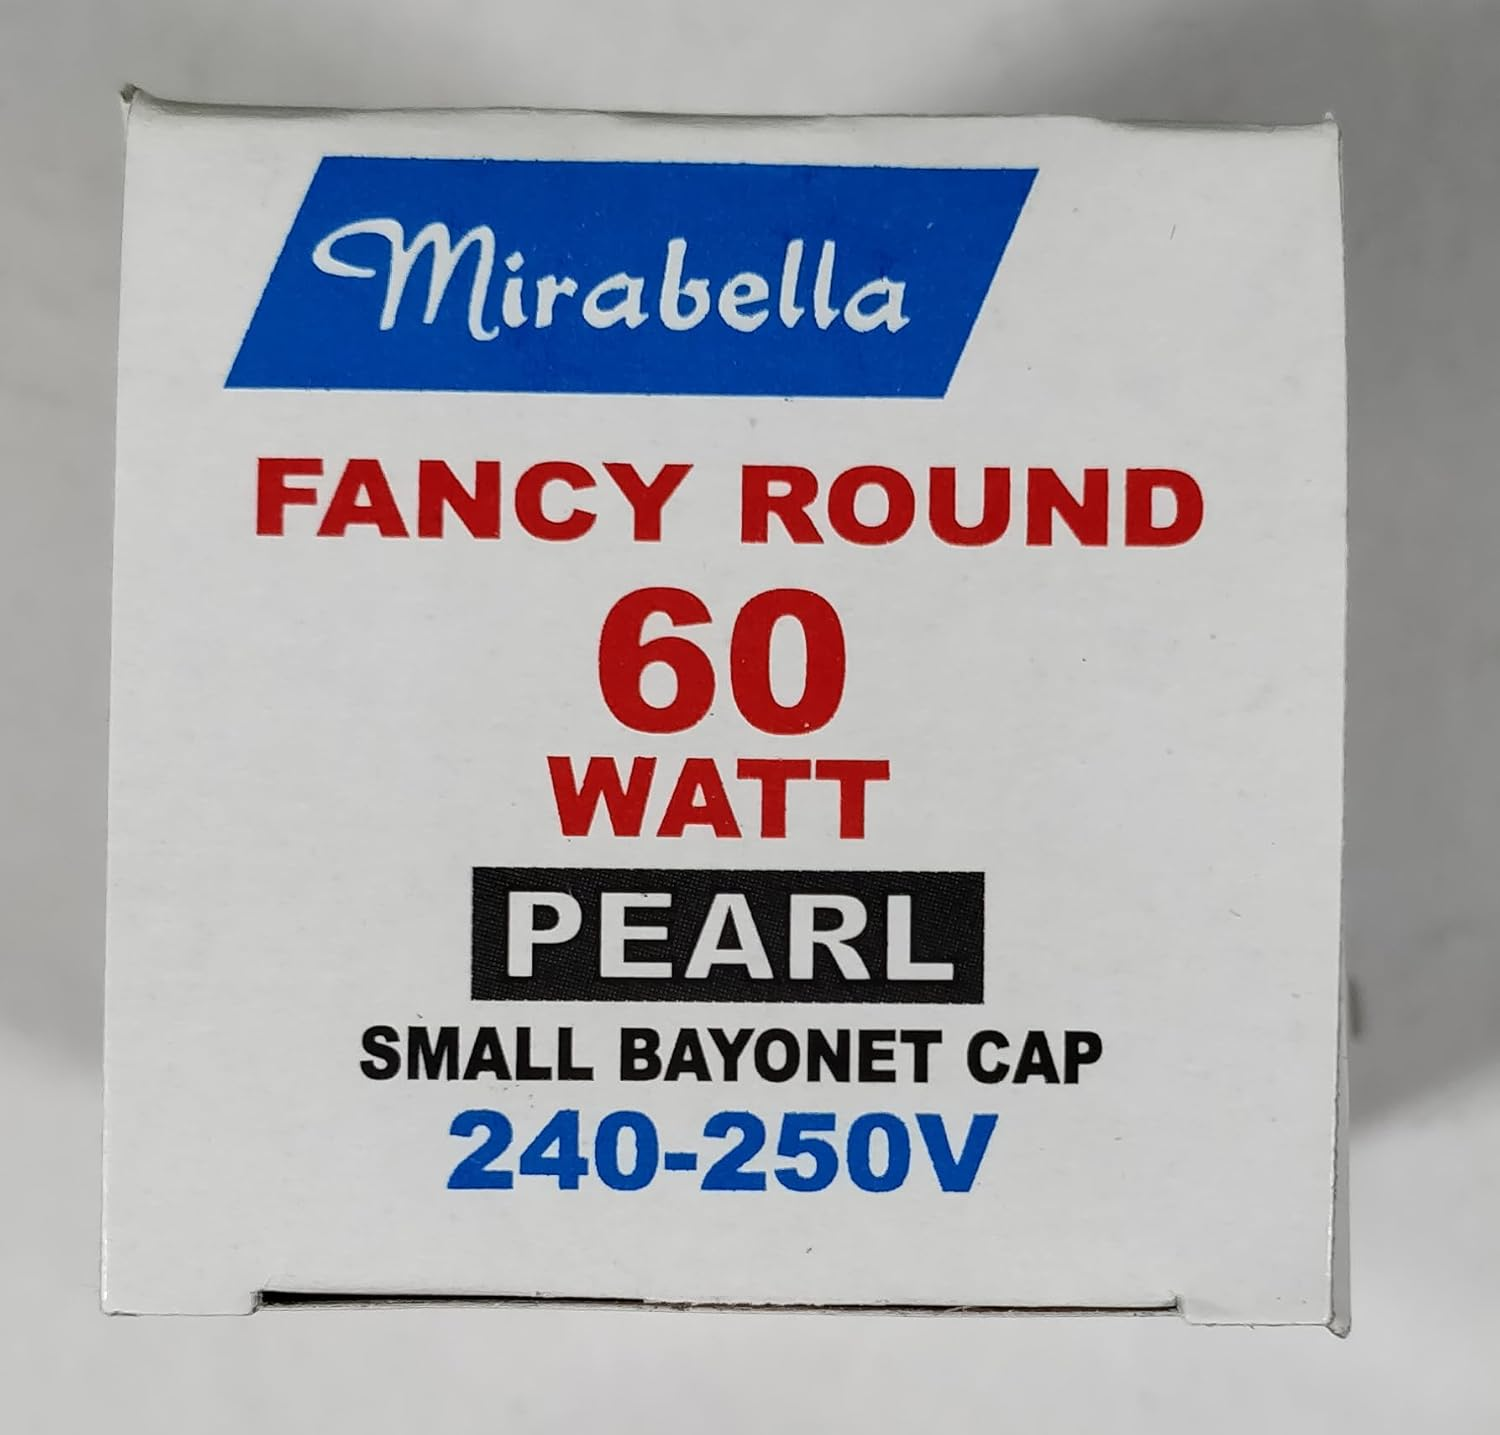 Mirabella
FANCY ROUND
60
WATT
PEARL
SMALL BAYONET CAP
240-250V